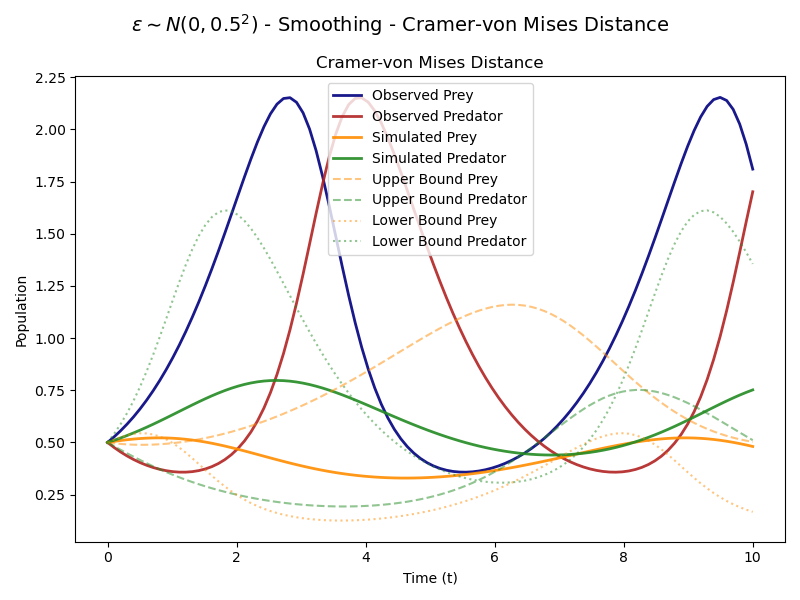 ε ~ N(0, 0.5²) - Smoothing - Cramer-von Mises Distance
Cramer-von Mises Distance
Observed Prey
Observed Predator
Simulated Prey
Simulated Predator
Upper Bound Prey
Upper Bound Predator
Lower Bound Prey
Lower Bound Predator
Population
2.25
2.00
1.75
1.50
1.25
1.00
0.75
0.50
0.25
0 2 4 6 8 10
Time (t)